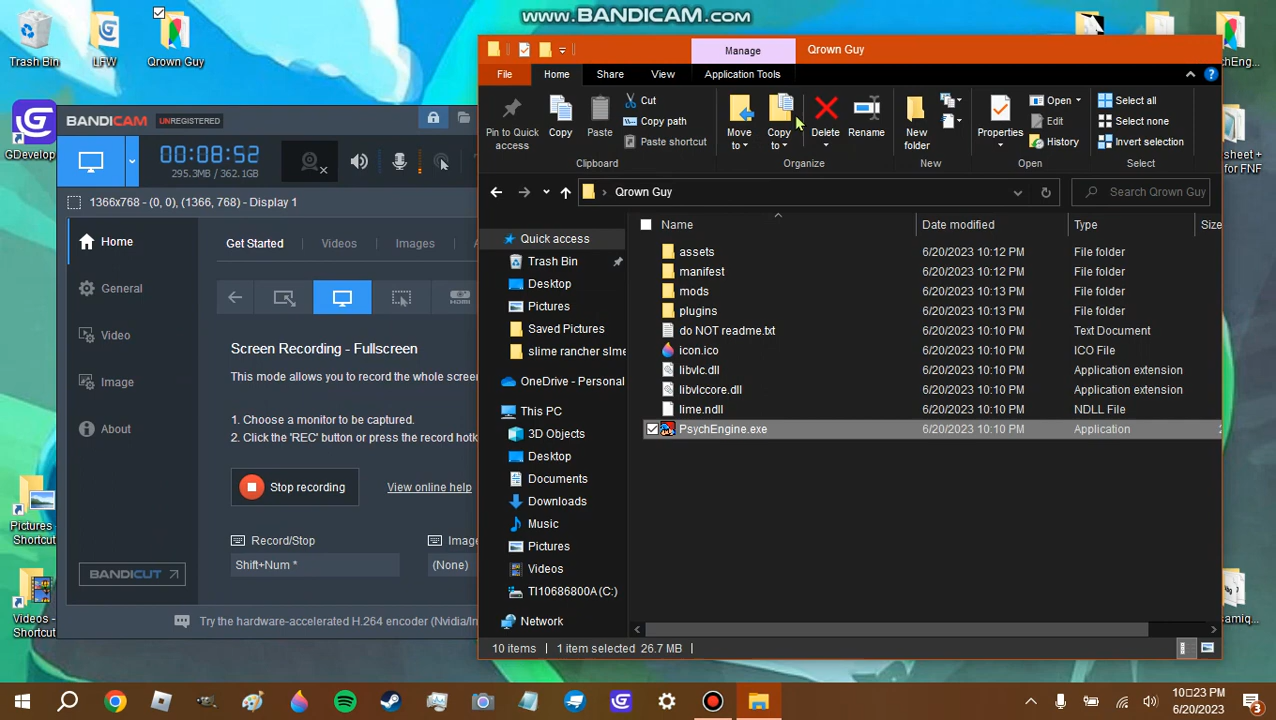 www.BANDICAM.com
Trash Bin
LFW
Qrown Guy
GDevelop
Pictures -
Shortcut
Videos -
Shortcut
BANDICAM UNREGISTERED
00:08:52
295.3MB / 362.1GB
1366x768 - (0, 0), (1366, 768) - Display 1
Home
General
Video
Image
About
BANDICUT
Get Started
Videos
Images
HDMI
Screen Recording - Fullscreen
This mode allows you to record the whole screen
1. Choose a monitor to be captured.
2. Click the 'REC' button or press the record hotk
Stop recording
View online help
Record/Stop
Shift+Num *
Image
(None)
Try the hardware-accelerated H.264 encoder (Nvidia/In
Manage
Qrown Guy
File
Home
Share
View
Application Tools
Pin to Quick
access
Copy
Paste
Cut
Copy path
Paste shortcut
Clipboard
Move
to
Copy
to
Delete
Rename
Organize
New
folder
New
Properties
Open
Edit
History
Open
Select all
Select none
Invert selection
Select
Qrown Guy
Search Qrown Guy
Quick access
Trash Bin
Desktop
Pictures
Saved Pictures
slime rancher slme
OneDrive - Personal
This PC
3D Objects
Desktop
Documents
Downloads
Music
Pictures
Videos
TI10686800A (C:)
Network
Name
Date modified
Type
Size
assets 6/20/2023 10:12 PM File folder
manifest 6/20/2023 10:12 PM File folder
mods 6/20/2023 10:13 PM File folder
plugins 6/20/2023 10:13 PM File folder
do NOT readme.txt 6/20/2023 10:10 PM Text Document
icon.ico 6/20/2023 10:10 PM ICO File
libvlc.dll 6/20/2023 10:10 PM Application extension
libvlccore.dll 6/20/2023 10:10 PM Application extension
lime.ndll 6/20/2023 10:10 PM NDLL File
PsychEngine.exe 6/20/2023 10:10 PM Application
10 items
1 item selected 26.7 MB
10:23 PM
6/20/2023
3